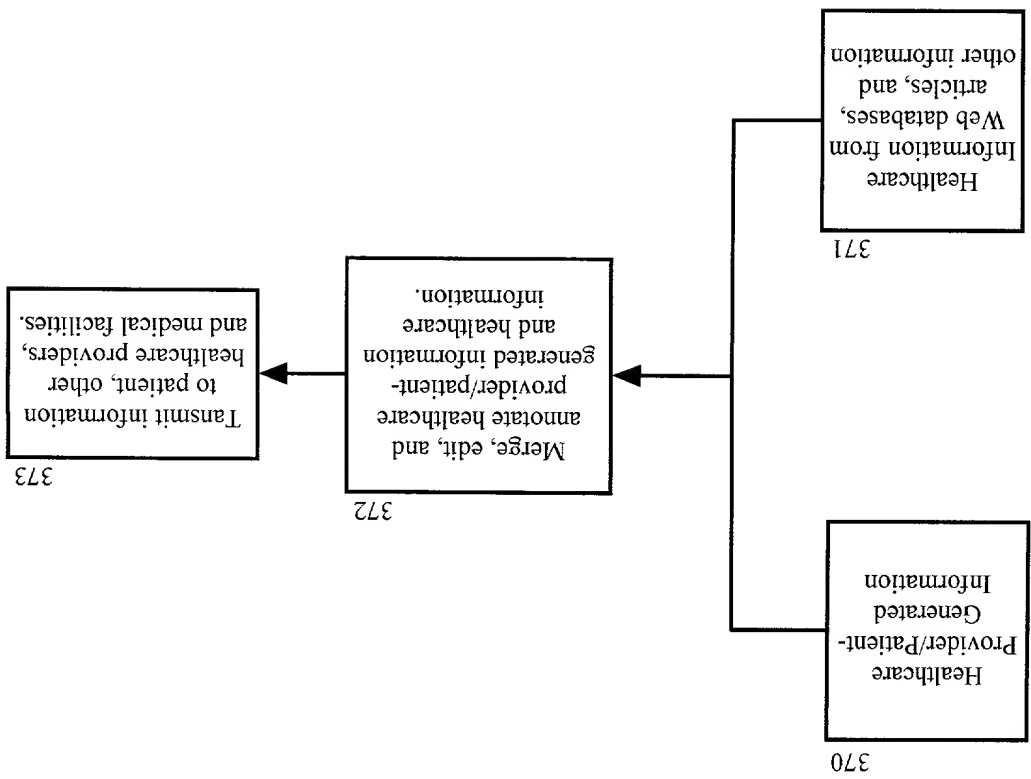 370
Healthcare
Provider/Patient-
Generated
Information
371
Healthcare
Information from
Web databases,
articles, and
other information
372
Merge, edit, and
annotate healthcare
provider/patient-
generated information
and healthcare
information.
373
Tansmit information
to patient, other
healthcare providers,
and medical facilities.